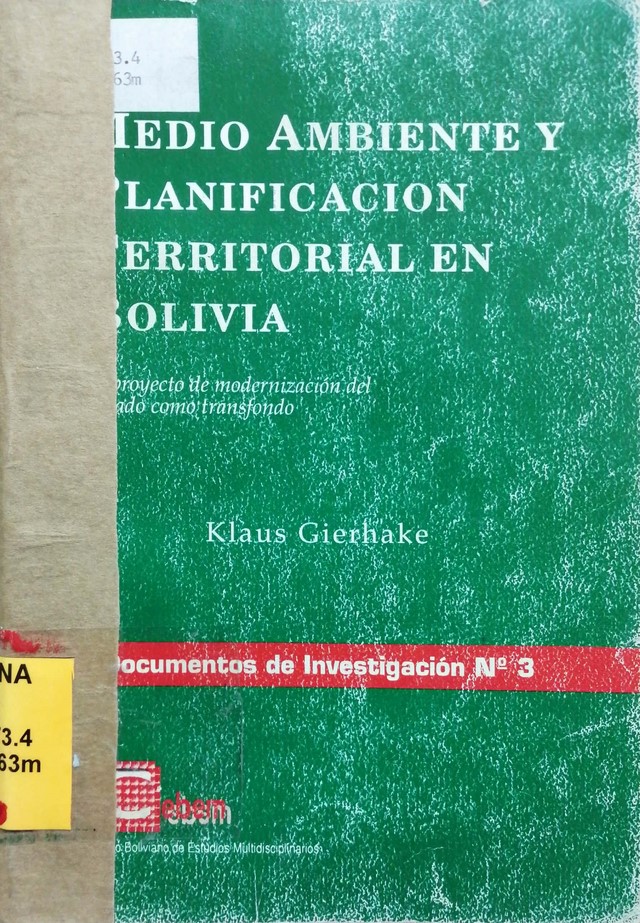 3.4
63m
MEDIO AMBIENTE Y
PLANIFICACION
TERRITORIAL EN
BOLIVIA
proyecto de modernización del
ado como transfondo
Klaus Gierhake
Documentos de Investigación Nº 3
NA
3.4
63m
Cebem
o Boliviano de Estudios Multidisciplinarios